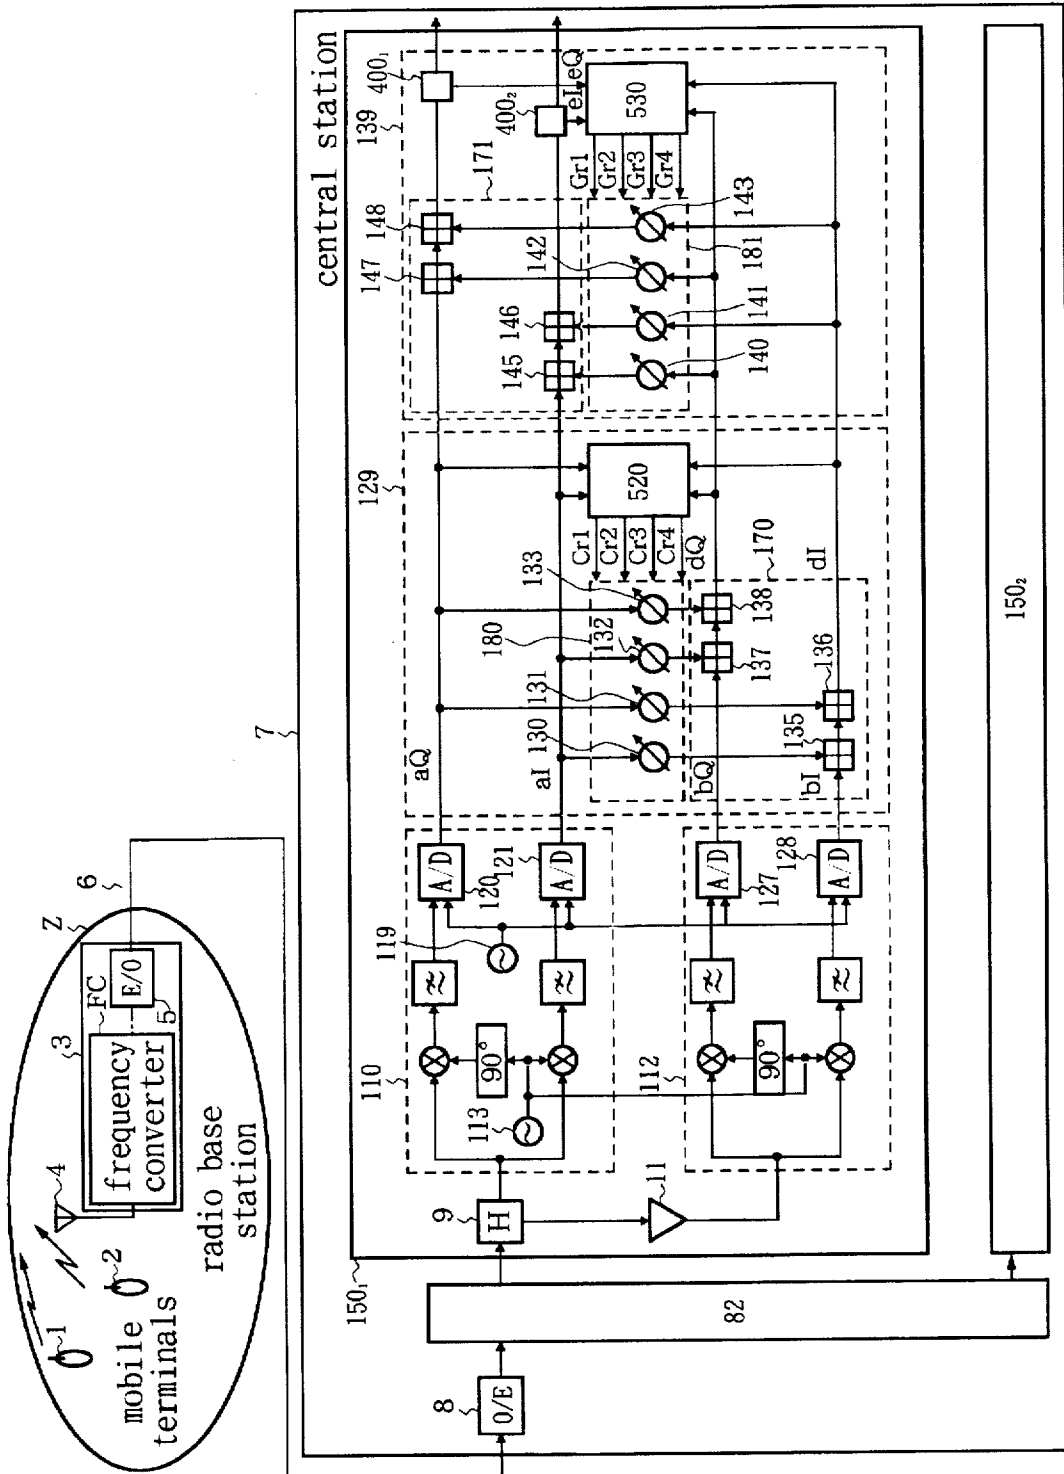 mobile
terminals
1
2
4
radio base
station
3
frequency
converter
FC
E/O
5
Z
6
7
central station
8
O/E
82
150₁
150₂
9
H
11
110
113
90°
119
A/D
120
A/D
121
112
90°
A/D
127
A/D
128
129
aQ
aI
bQ
bI
130
131
180
132
133
135
136
137
138
170
Cr1
Cr2
Cr3
Cr4
520
dQ
dI
139
171
147
148
145
146
140
141
142
143
181
Gr1
Gr2
Gr3
Gr4
530
eI
eQ
400₁
400₂